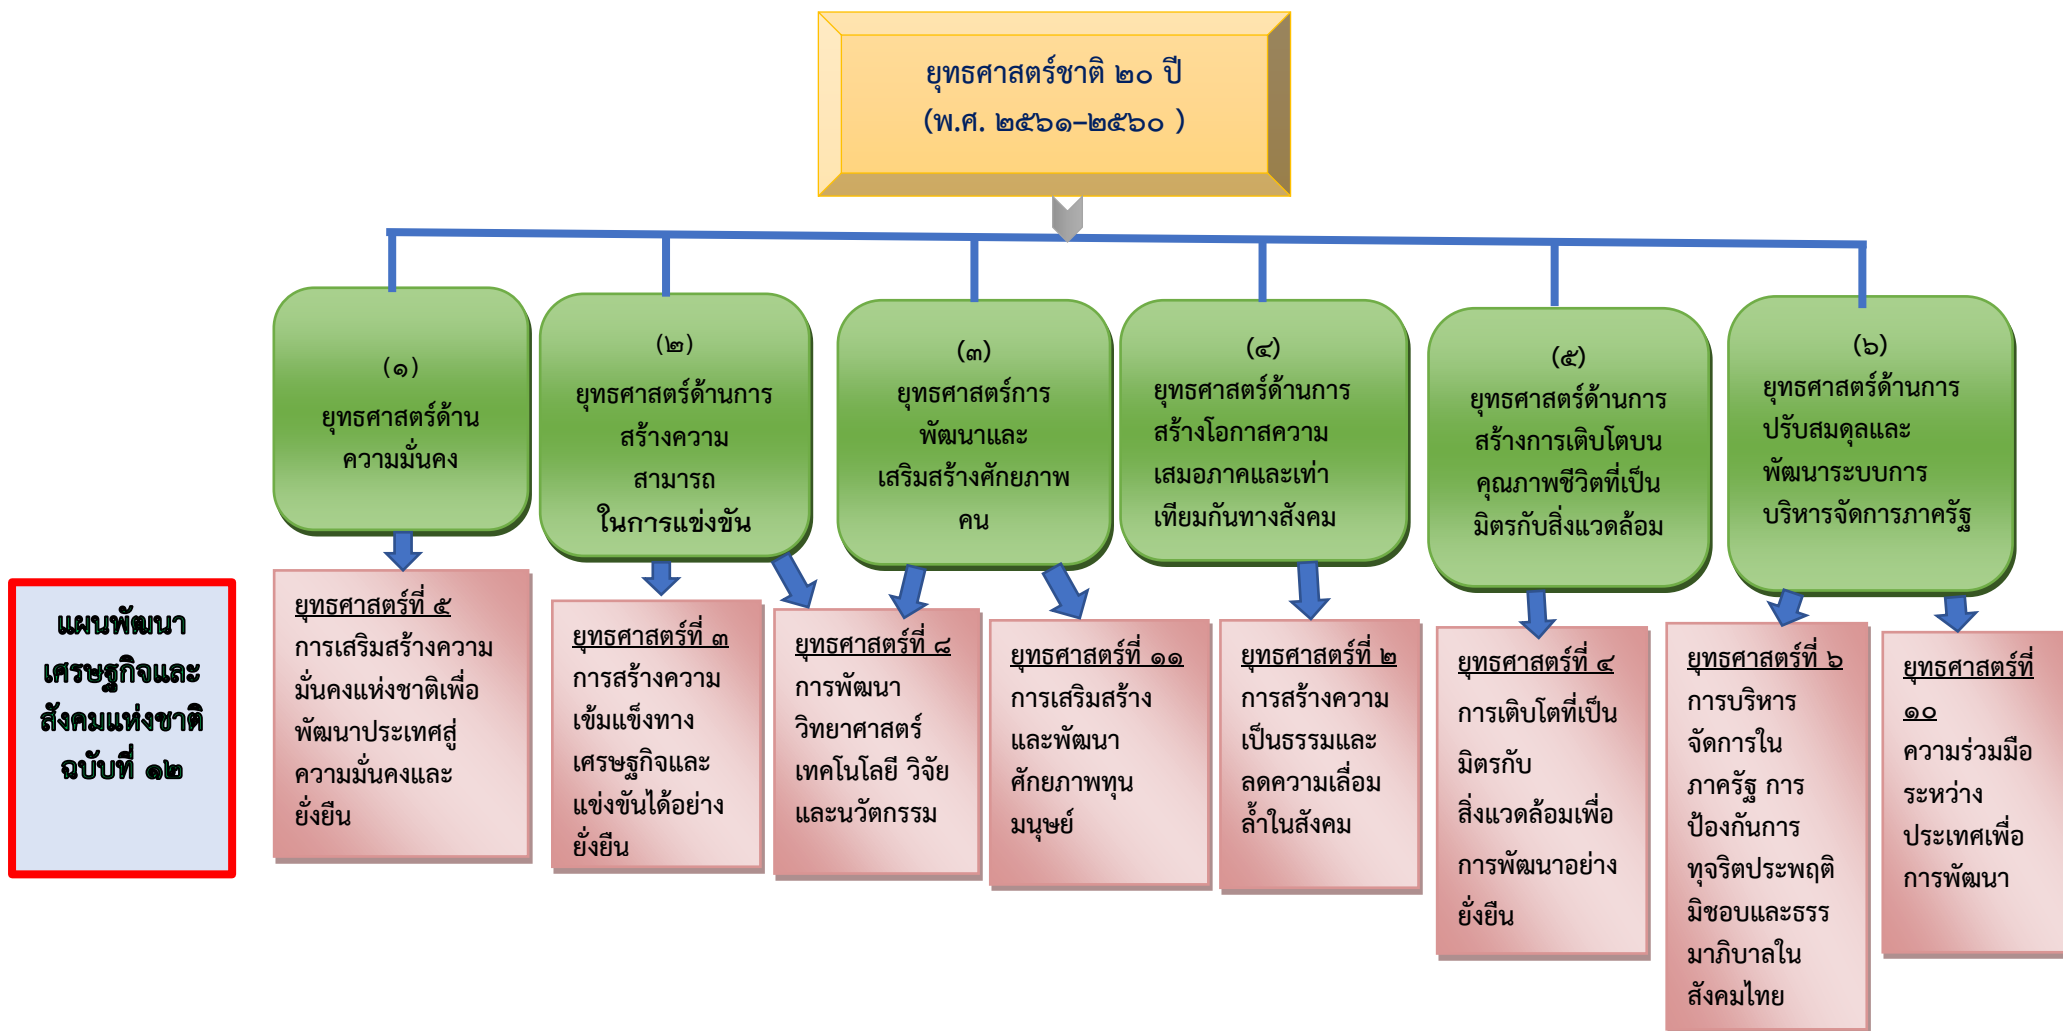 ยุทธศาสตร์ชาติ ๒๐ ปี
(พ.ศ. ๒๕๖๑–๒๕๖๐ )
(๑)
ยุทธศาสตร์ด้าน
ความมั่นคง
(๒)
ยุทธศาสตร์ด้านการ
สร้างความ
สามารถ
ในการแข่งขัน
(๓)
ยุทธศาสตร์การ
พัฒนาและ
เสริมสร้างศักยภาพ
คน
(๔)
ยุทธศาสตร์ด้านการ
สร้างโอกาสความ
เสมอภาคและเท่า
เทียมกันทางสังคม
(๕)
ยุทธศาสตร์ด้านการ
สร้างการเติบโตบน
คุณภาพชีวิตที่เป็น
มิตรกับสิ่งแวดล้อม
(๖)
ยุทธศาสตร์ด้านการ
ปรับสมดุลและ
พัฒนาระบบการ
บริหารจัดการภาครัฐ
แผนพัฒนา
เศรษฐกิจและ
สังคมแห่งชาติ
ฉบับที่ ๑๒
ยุทธศาสตร์ที่ ๕
การเสริมสร้างความ
มั่นคงแห่งชาติเพื่อ
พัฒนาประเทศสู่
ความมั่นคงและ
ยั่งยืน
ยุทธศาสตร์ที่ ๓
การสร้างความ
เข้มแข็งทาง
เศรษฐกิจและ
แข่งขันได้อย่าง
ยั่งยืน
ยุทธศาสตร์ที่ ๘
การพัฒนา
วิทยาศาสตร์
เทคโนโลยี วิจัย
และนวัตกรรม
ยุทธศาสตร์ที่ ๑๑
การเสริมสร้าง
และพัฒนา
ศักยภาพทุน
มนุษย์
ยุทธศาสตร์ที่ ๒
การสร้างความ
เป็นธรรมและ
ลดความเลื่อม
ล้ำในสังคม
ยุทธศาสตร์ที่ ๔
การเติบโตที่เป็น
มิตรกับ
สิ่งแวดล้อมเพื่อ
การพัฒนาอย่าง
ยั่งยืน
ยุทธศาสตร์ที่ ๖
การบริหาร
จัดการใน
ภาครัฐ การ
ป้องกันการ
ทุจริตประพฤติ
มิชอบและธรร
มาภิบาลใน
สังคมไทย
ยุทธศาสตร์ที่
๑๐
ความร่วมมือ
ระหว่าง
ประเทศเพื่อ
การพัฒนา